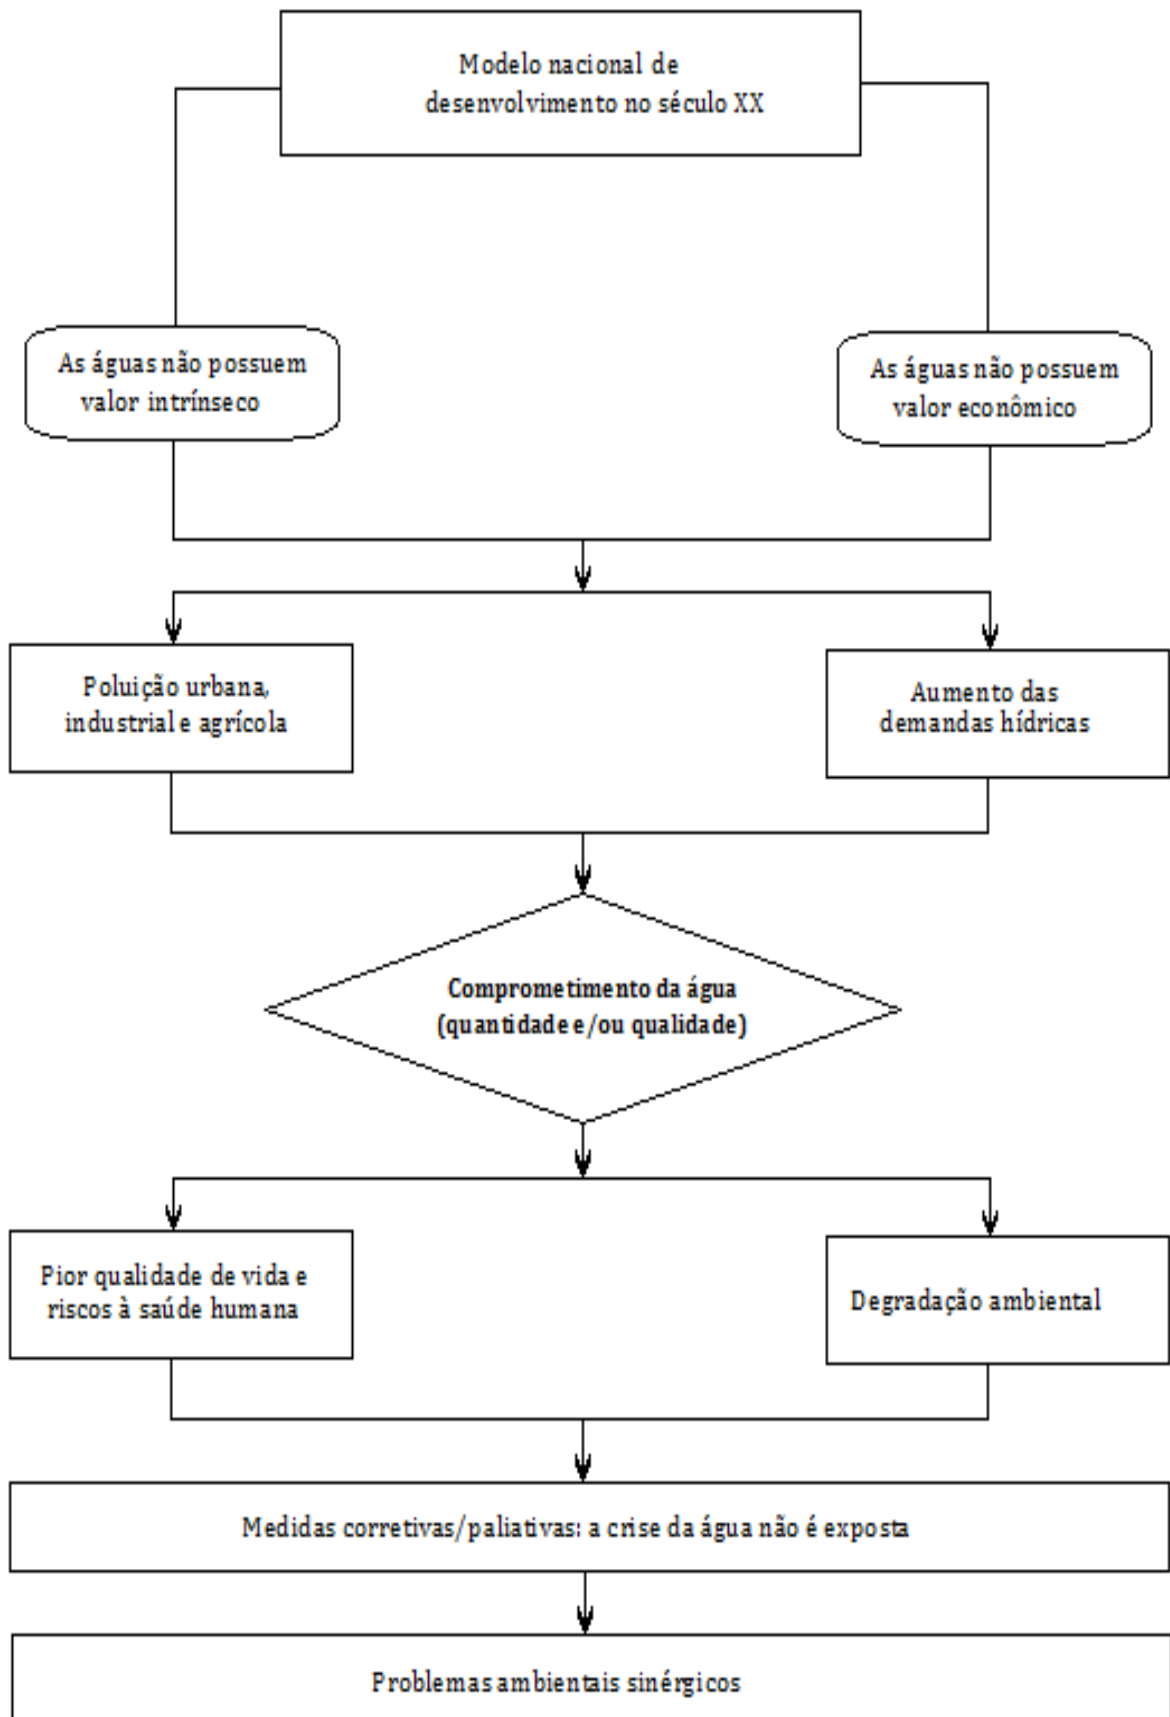 Modelo nacional de
desenvolvimento no século XX
As águas não possuem
valor intrínseco
As águas não possuem
valor econômico
Poluição urbana,
industrial e agrícola
Aumento das
demandas hídricas
Comprometimento da água
(quantidade e/ou qualidade)
Pior qualidade de vida e
riscos à saúde humana
Degradação ambiental
Medidas corretivas/paliativas: a crise da água não é exposta
Problemas ambientais sinérgicos